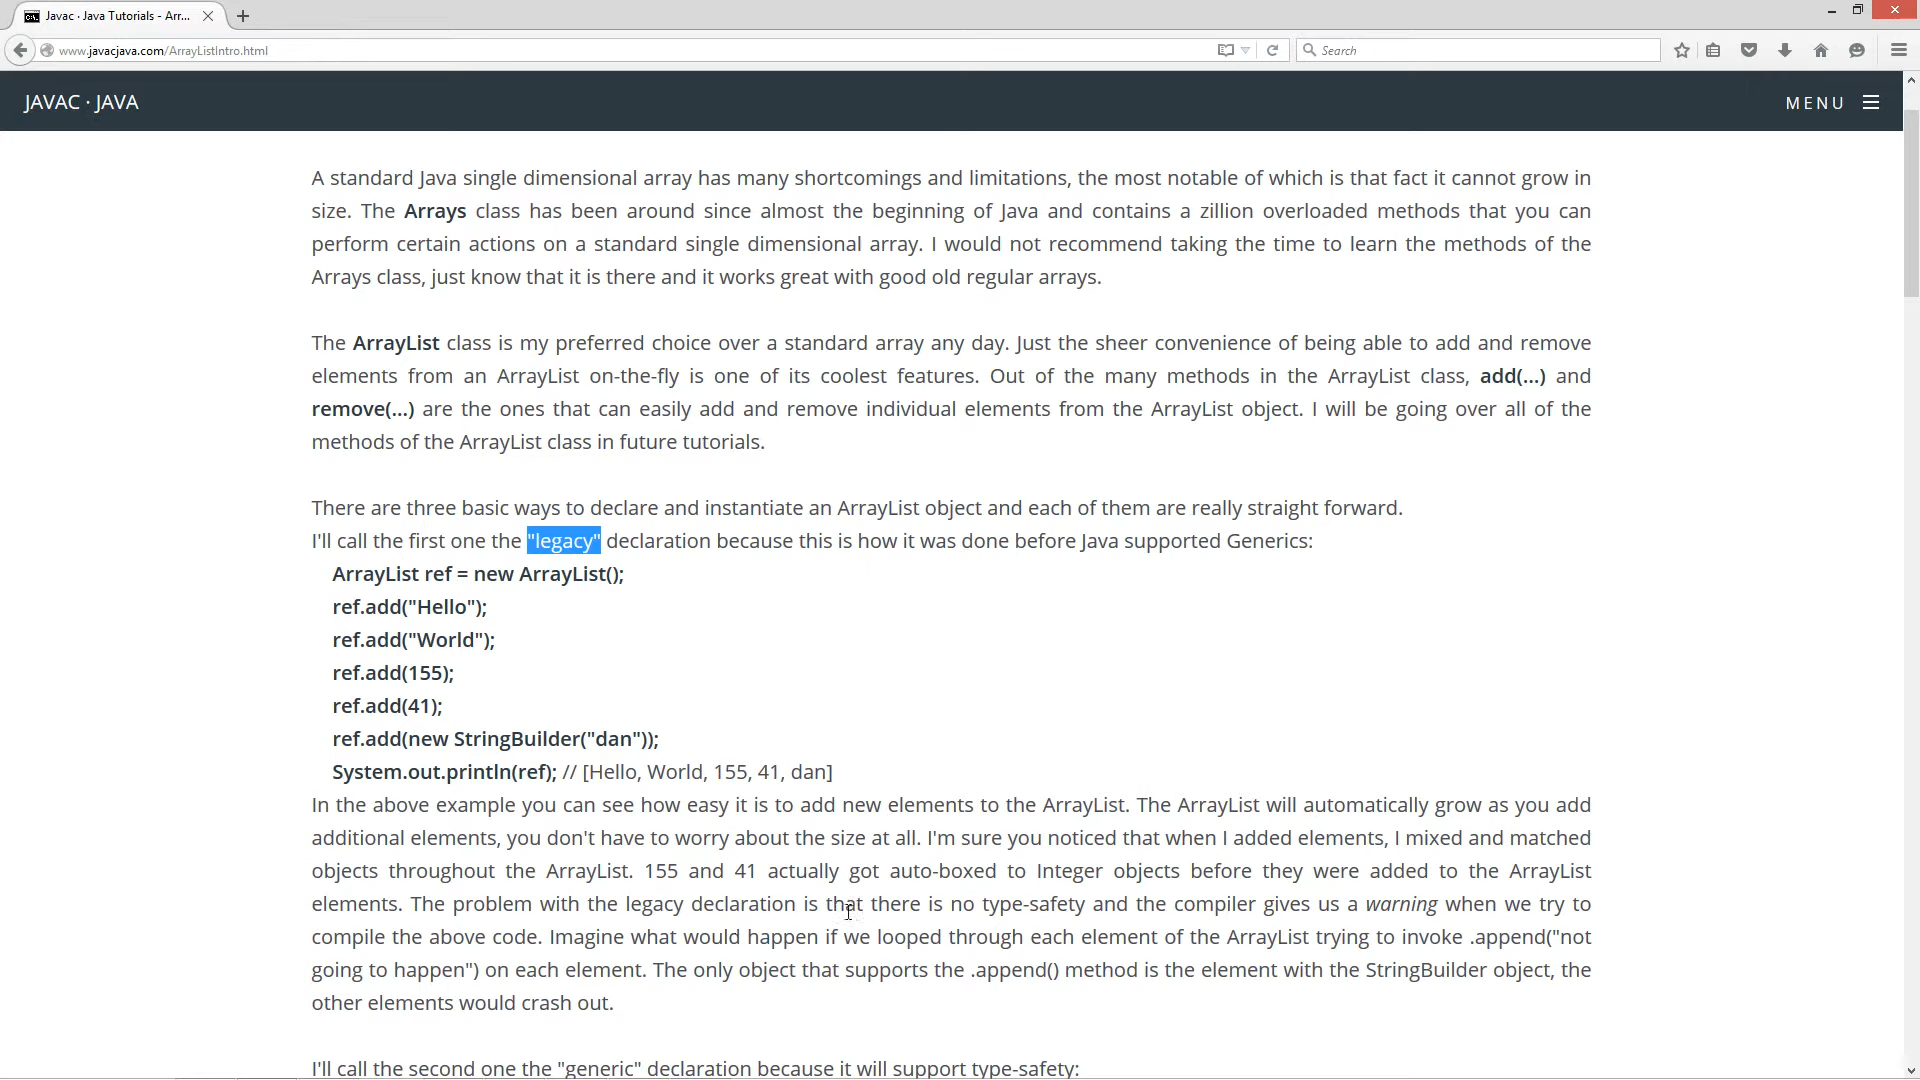 Javac · Java Tutorials - Arr...
www.javacjava.com/ArrayListIntro.html
Search
JAVAC · JAVA
MENU
A standard Java single dimensional array has many shortcomings and limitations, the most notable of which is that fact it cannot grow in
size. The Arrays class has been around since almost the beginning of Java and contains a zillion overloaded methods that you can
perform certain actions on a standard single dimensional array. I would not recommend taking the time to learn the methods of the
Arrays class, just know that it is there and it works great with good old regular arrays.
The ArrayList class is my preferred choice over a standard array any day. Just the sheer convenience of being able to add and remove
elements from an ArrayList on-the-fly is one of its coolest features. Out of the many methods in the ArrayList class, add(...) and
remove(...) are the ones that can easily add and remove individual elements from the ArrayList object. I will be going over all of the
methods of the ArrayList class in future tutorials.
There are three basic ways to declare and instantiate an ArrayList object and each of them are really straight forward.
I'll call the first one the "legacy" declaration because this is how it was done before Java supported Generics:
ArrayList ref = new ArrayList();
ref.add("Hello");
ref.add("World");
ref.add(155);
ref.add(41);
ref.add(new StringBuilder("dan"));
System.out.println(ref); // [Hello, World, 155, 41, dan]
In the above example you can see how easy it is to add new elements to the ArrayList. The ArrayList will automatically grow as you add
additional elements, you don't have to worry about the size at all. I'm sure you noticed that when I added elements, I mixed and matched
objects throughout the ArrayList. 155 and 41 actually got auto-boxed to Integer objects before they were added to the ArrayList
elements. The problem with the legacy declaration is that there is no type-safety and the compiler gives us a warning when we try to
compile the above code. Imagine what would happen if we looped through each element of the ArrayList trying to invoke .append("not
going to happen") on each element. The only object that supports the .append() method is the element with the StringBuilder object, the
other elements would crash out.
I'll call the second one the "generic" declaration because it will support type-safety: